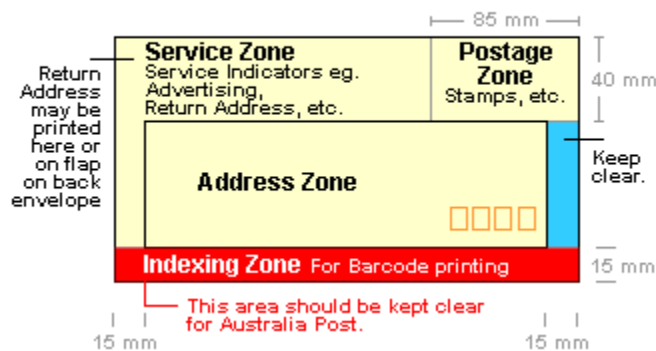 85 mm
Service Zone
Service Indicators eg.
Advertising,
Return Address, etc.
Postage
Zone
Stamps, etc.
40 mm
Return
Address
may be
printed
here or
on flap
on back
envelope
Keep
clear.
Address Zone
Indexing Zone For Barcode printing
15 mm
This area should be kept clear
for Australia Post.
15 mm
15 mm